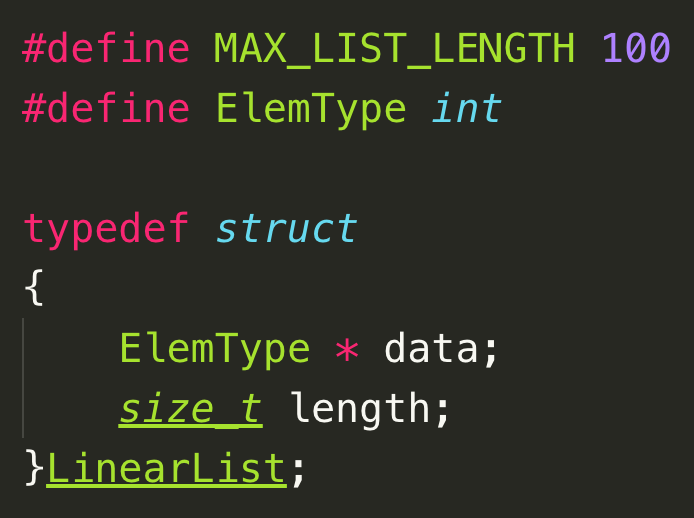 #define MAX_LIST_LENGTH 100
#define ElemType int
typedef struct
{
ElemType * data;
size_t length;
}LinearList;